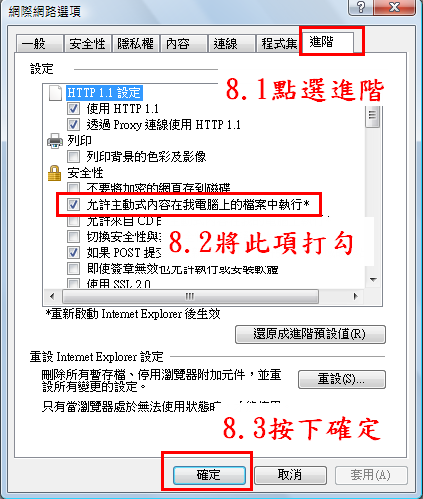 網際網路選項
一般 安全性 隱私權 內容 連線 程式集 進階
設定
8.1點選進階
HTTP 1.1 設定
使用 HTTP 1.1
透過 Proxy 連線使用 HTTP 1.1
列印
列印背景的色彩及影像
安全性
不要將加密的網頁存到磁碟
允許主動式內容在我電腦上的檔案中執行*
允許來自 CD
切換安全性與
8.2將此項打勾
如果 POST 提
即使簽章無效也允許執行或安裝軟體
使用 SSL 2.0
*重新啟動 Internet Explorer 後生效
還原成進階預設值(R)
重設 Internet Explorer 設定
刪除所有暫存檔、停用瀏覽器附加元件，並重
設所有變更的設定。
重設(S)...
只有當瀏覽器處於無法使用狀態時
8.3按下確定
確定 取消 套用(A)